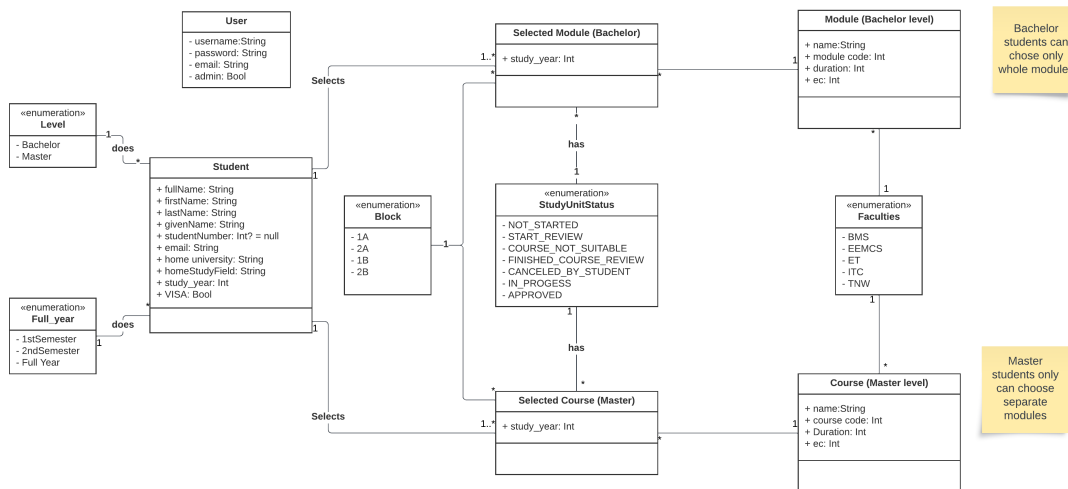 User
- username:String
- password: String
- email: String
- admin: Bool
Selected Module (Bachelor)
+ study_year: Int
Module (Bachelor level)
+ name:String
+ module code: Int
+ duration: Int
+ ec: Int
Bachelor
students can
chose only
whole module
Selects
1..*
*
*
1
*
1
«enumeration»
Level
- Bachelor
- Master
1
does
*
Student
+ fullName: String
+ firstName: String
+ lastName: String
+ givenName: String
+ studentNumber: Int? = null
+ email: String
+ home university: String
+ homeStudyField: String
+ study_year: Int
+ VISA: Bool
«enumeration»
Block
- 1A
- 2A
- 1B
- 2B
1
*
has
1
«enumeration»
StudyUnitStatus
- NOT_STARTED
- START_REVIEW
- COURSE_NOT_SUITABLE
- FINISHED_COURSE_REVIEW
- CANCELED_BY_STUDENT
- IN_PROGESS
- APPROVED
*
1
«enumeration»
Faculties
- BMS
- EEMCS
- ET
- ITC
- TNW
«enumeration»
Full_year
- 1stSemester
- 2ndSemester
- Full Year
*
does
1
1
Selects
1..*
*
1
has
*
Selected Course (Master)
+ study_year: Int
*
1
1
*
Course (Master level)
+ name:String
+ course code: Int
+ Duration: Int
+ ec: Int
Master
students only
can choose
separate
modules